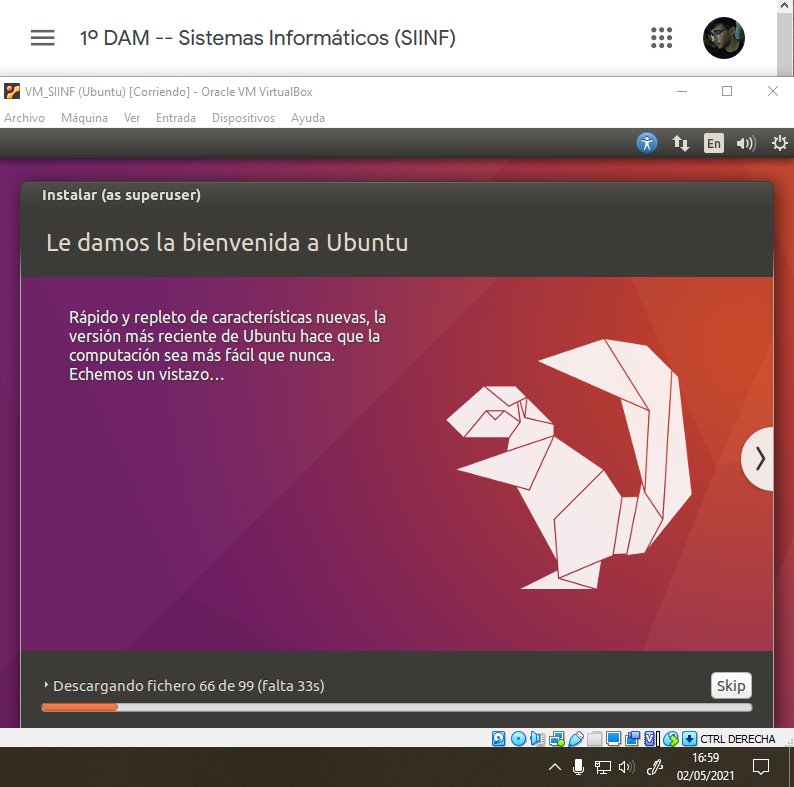 1º DAM -- Sistemas Informáticos (SIINF)
VM_SIINF (Ubuntu) [Corriendo] - Oracle VM VirtualBox
Archivo Máquina Ver Entrada Dispositivos Ayuda
En
Instalar (as superuser)
Le damos la bienvenida a Ubuntu
Rápido y repleto de características nuevas, la
versión más reciente de Ubuntu hace que la
computación sea más fácil que nunca.
Echemos un vistazo…
Descargando fichero 66 de 99 (falta 33s)
Skip
CTRL DERECHA
16:59
02/05/2021